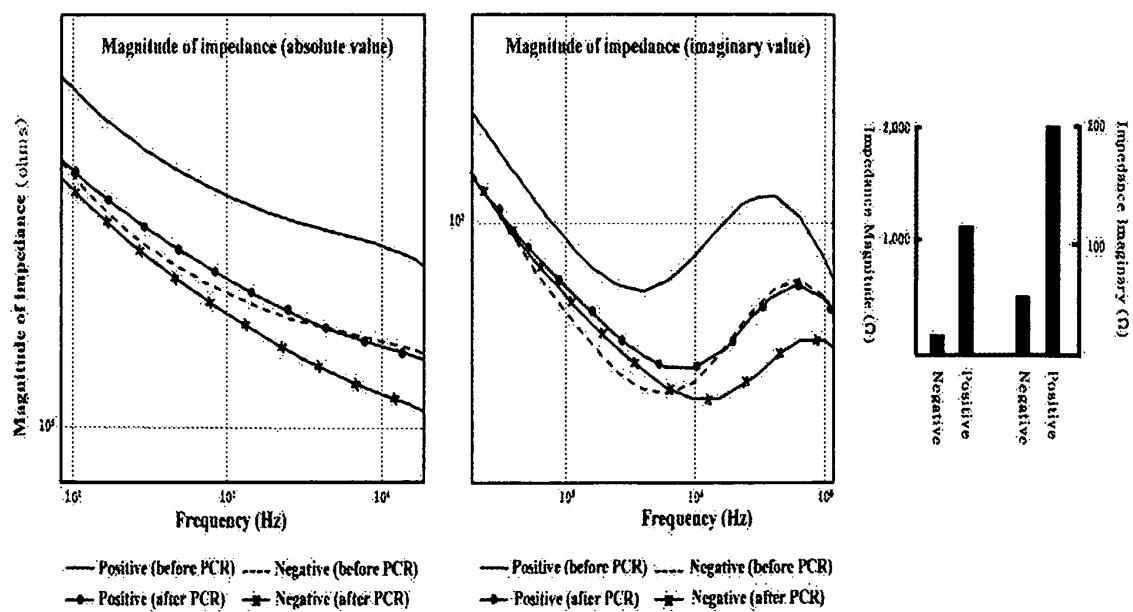 Magnitude of impedance (absolute value)
Magnitude of impedance (ohms)
Frequency (Hz)
Positive (before PCR) Negative (before PCR)
Positive (after PCR) Negative (after PCR)
Magnitude of impedance (imaginary value)
Frequency (Hz)
Positive (before PCR) Negative (before PCR)
Positive (after PCR) Negative (after PCR)
Impedance Magnitude (Ω)
2,000
1,000
Negative
Positive
Negative
Positive
200
100
Impedance Imaginary (Ω)